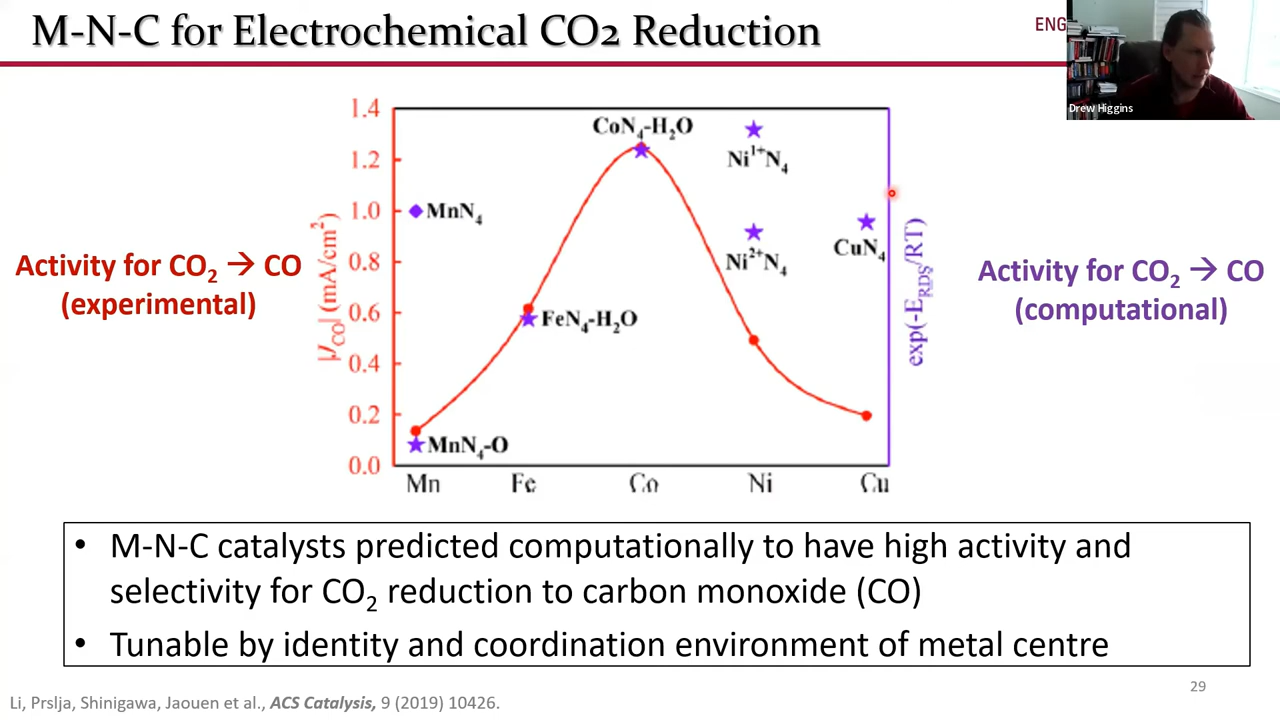 M-N-C for Electrochemical CO2 Reduction
ENG
Drew Higgins
1.4
1.2
1.0
0.8
0.6
0.4
0.2
0.0
|J_CO| (mA/cm²)
Activity for CO₂ → CO
(experimental)
CoN₄-H₂O
Ni¹⁺N₄
MnN₄
Ni²⁺N₄
CuN₄
FeN₄-H₂O
MnN₄-O
Mn Fe Co Ni Cu
exp(-E_RDS/RT)
Activity for CO₂ → CO
(computational)
• M-N-C catalysts predicted computationally to have high activity and
selectivity for CO₂ reduction to carbon monoxide (CO)
• Tunable by identity and coordination environment of metal centre
29
Li, Prslja, Shinigawa, Jaouen et al., ACS Catalysis, 9 (2019) 10426.